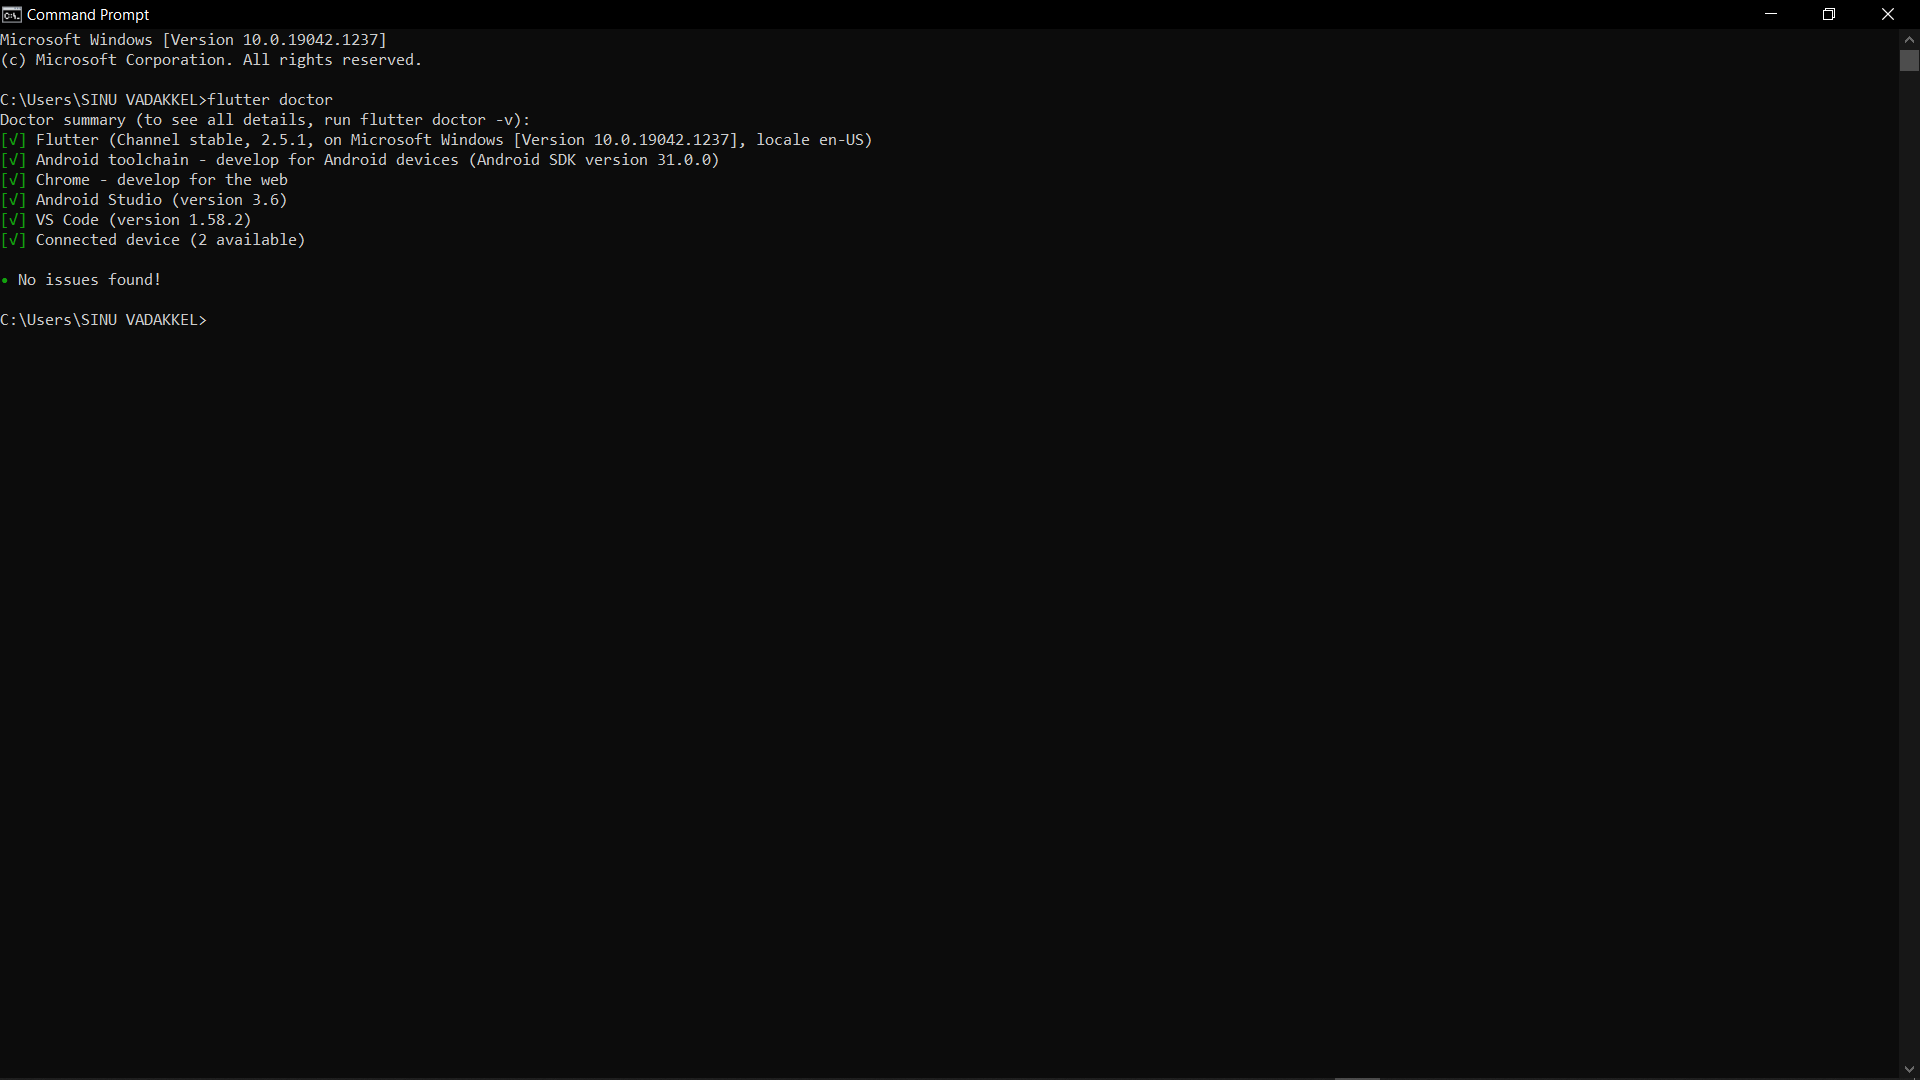 Command Prompt
Microsoft Windows [Version 10.0.19042.1237]
(c) Microsoft Corporation. All rights reserved.
C:\Users\SINU VADAKKEL>flutter doctor
Doctor summary (to see all details, run flutter doctor -v):
[√] Flutter (Channel stable, 2.5.1, on Microsoft Windows [Version 10.0.19042.1237], locale en-US)
[√] Android toolchain - develop for Android devices (Android SDK version 31.0.0)
[√] Chrome - develop for the web
[√] Android Studio (version 3.6)
[√] VS Code (version 1.58.2)
[√] Connected device (2 available)
• No issues found!
C:\Users\SINU VADAKKEL>